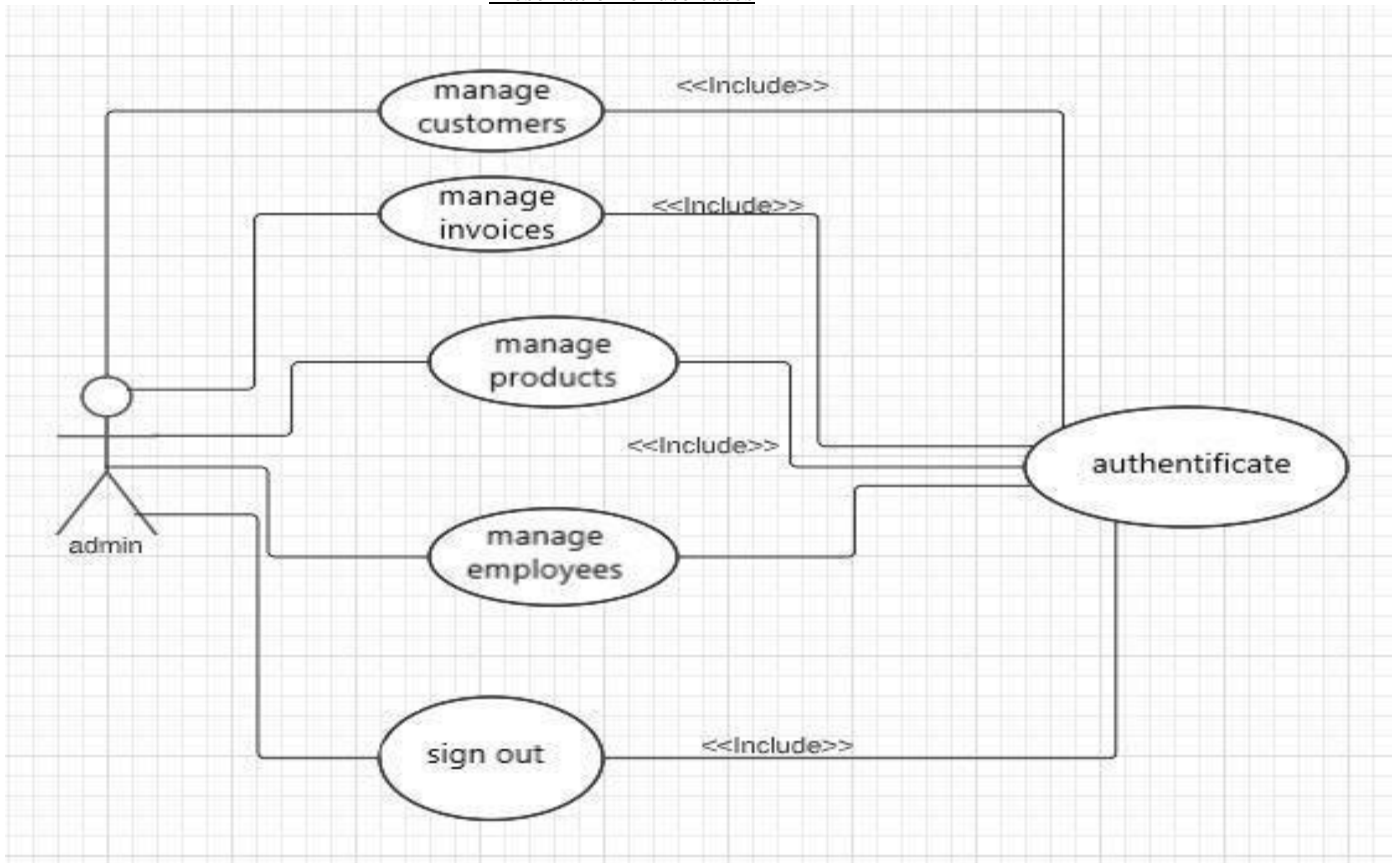 manage
customers
<<Include>>
manage
invoices
<<Include>>
manage
products
<<Include>>
authentificate
manage
employees
admin
sign out
<<Include>>